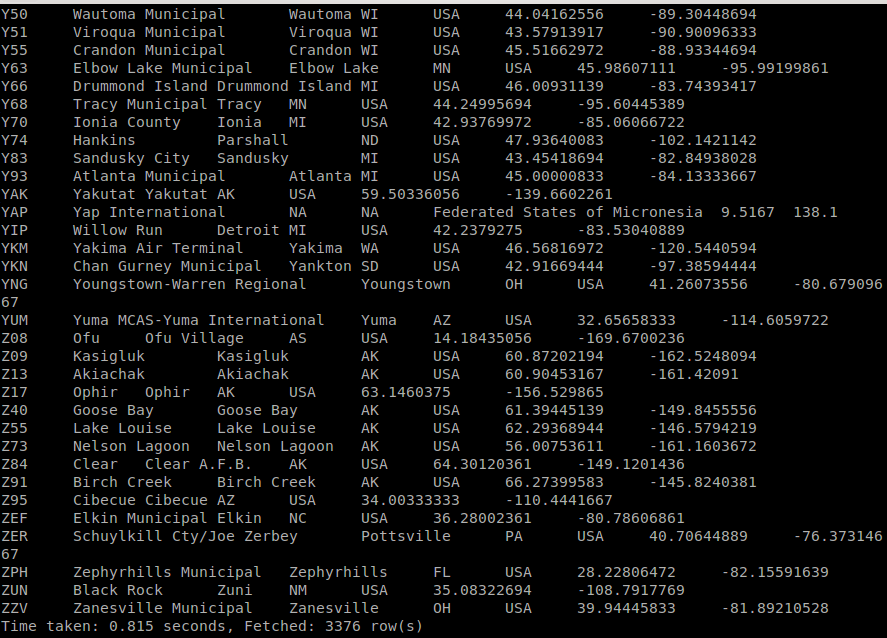 Y50 Wautoma Municipal Wautoma WI USA 44.04162556 -89.30448694
Y51 Viroqua Municipal Viroqua WI USA 43.57913917 -90.90096333
Y55 Crandon Municipal Crandon WI USA 45.51662972 -88.93344694
Y63 Elbow Lake Municipal Elbow Lake MN USA 45.98607111 -95.99199861
Y66 Drummond Island Drummond Island MI USA 46.00931139 -83.74393417
Y68 Tracy Municipal Tracy MN USA 44.24995694 -95.60445389
Y70 Ionia County Ionia MI USA 42.93769972 -85.06066722
Y74 Hankins Parshall ND USA 47.93640083 -102.1421142
Y83 Sandusky City Sandusky MI USA 43.45418694 -82.84938028
Y93 Atlanta Municipal Atlanta MI USA 45.00000833 -84.13333667
YAK Yakutat Yakutat AK USA 59.50336056 -139.6602261
YAP Yap International NA NA Federated States of Micronesia 9.5167 138.1
YIP Willow Run Detroit MI USA 42.2379275 -83.53040889
YKM Yakima Air Terminal Yakima WA USA 46.56816972 -120.5440594
YKN Chan Gurney Municipal Yankton SD USA 42.91669444 -97.38594444
YNG Youngstown-Warren Regional Youngstown OH USA 41.26073556 -80.679096
67
YUM Yuma MCAS-Yuma International Yuma AZ USA 32.65658333 -114.6059722
Z08 Ofu Ofu Village AS USA 14.18435056 -169.6700236
Z09 Kasigluk Kasigluk AK USA 60.87202194 -162.5248094
Z13 Akiachak Akiachak AK USA 60.90453167 -161.42091
Z17 Ophir Ophir AK USA 63.1460375 -156.529865
Z40 Goose Bay Goose Bay AK USA 61.39445139 -149.8455556
Z55 Lake Louise Lake Louise AK USA 62.29368944 -146.5794219
Z73 Nelson Lagoon Nelson Lagoon AK USA 56.00753611 -161.1603672
Z84 Clear Clear A.F.B. AK USA 64.30120361 -149.1201436
Z91 Birch Creek Birch Creek AK USA 66.27399583 -145.8240381
Z95 Cibecue Cibecue AZ USA 34.00333333 -110.4441667
ZEF Elkin Municipal Elkin NC USA 36.28002361 -80.78606861
ZER Schuylkill Cty/Joe Zerbey Pottsville PA USA 40.70644889 -76.373146
67
ZPH Zephyrhills Municipal Zephyrhills FL USA 28.22806472 -82.15591639
ZUN Black Rock Zuni NM USA 35.08322694 -108.7917769
ZZV Zanesville Municipal Zanesville OH USA 39.94445833 -81.89210528
Time taken: 0.815 seconds, Fetched: 3376 row(s)